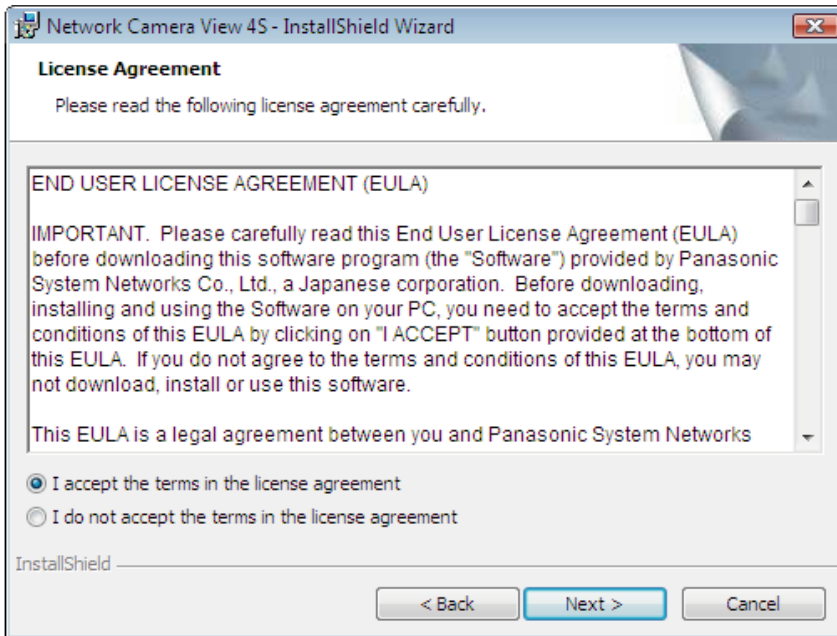 Network Camera View 4S - InstallShield Wizard
License Agreement
Please read the following license agreement carefully.
END USER LICENSE AGREEMENT (EULA)
IMPORTANT.  Please carefully read this End User License Agreement (EULA)
before downloading this software program (the "Software") provided by Panasonic
System Networks Co., Ltd., a Japanese corporation.  Before downloading,
installing and using the Software on your PC, you need to accept the terms and
conditions of this EULA by clicking on "I ACCEPT" button provided at the bottom of
this EULA.  If you do not agree to the terms and conditions of this EULA, you may
not download, install or use this software.
This EULA is a legal agreement between you and Panasonic System Networks
I accept the terms in the license agreement
I do not accept the terms in the license agreement
InstallShield
< Back Next > Cancel